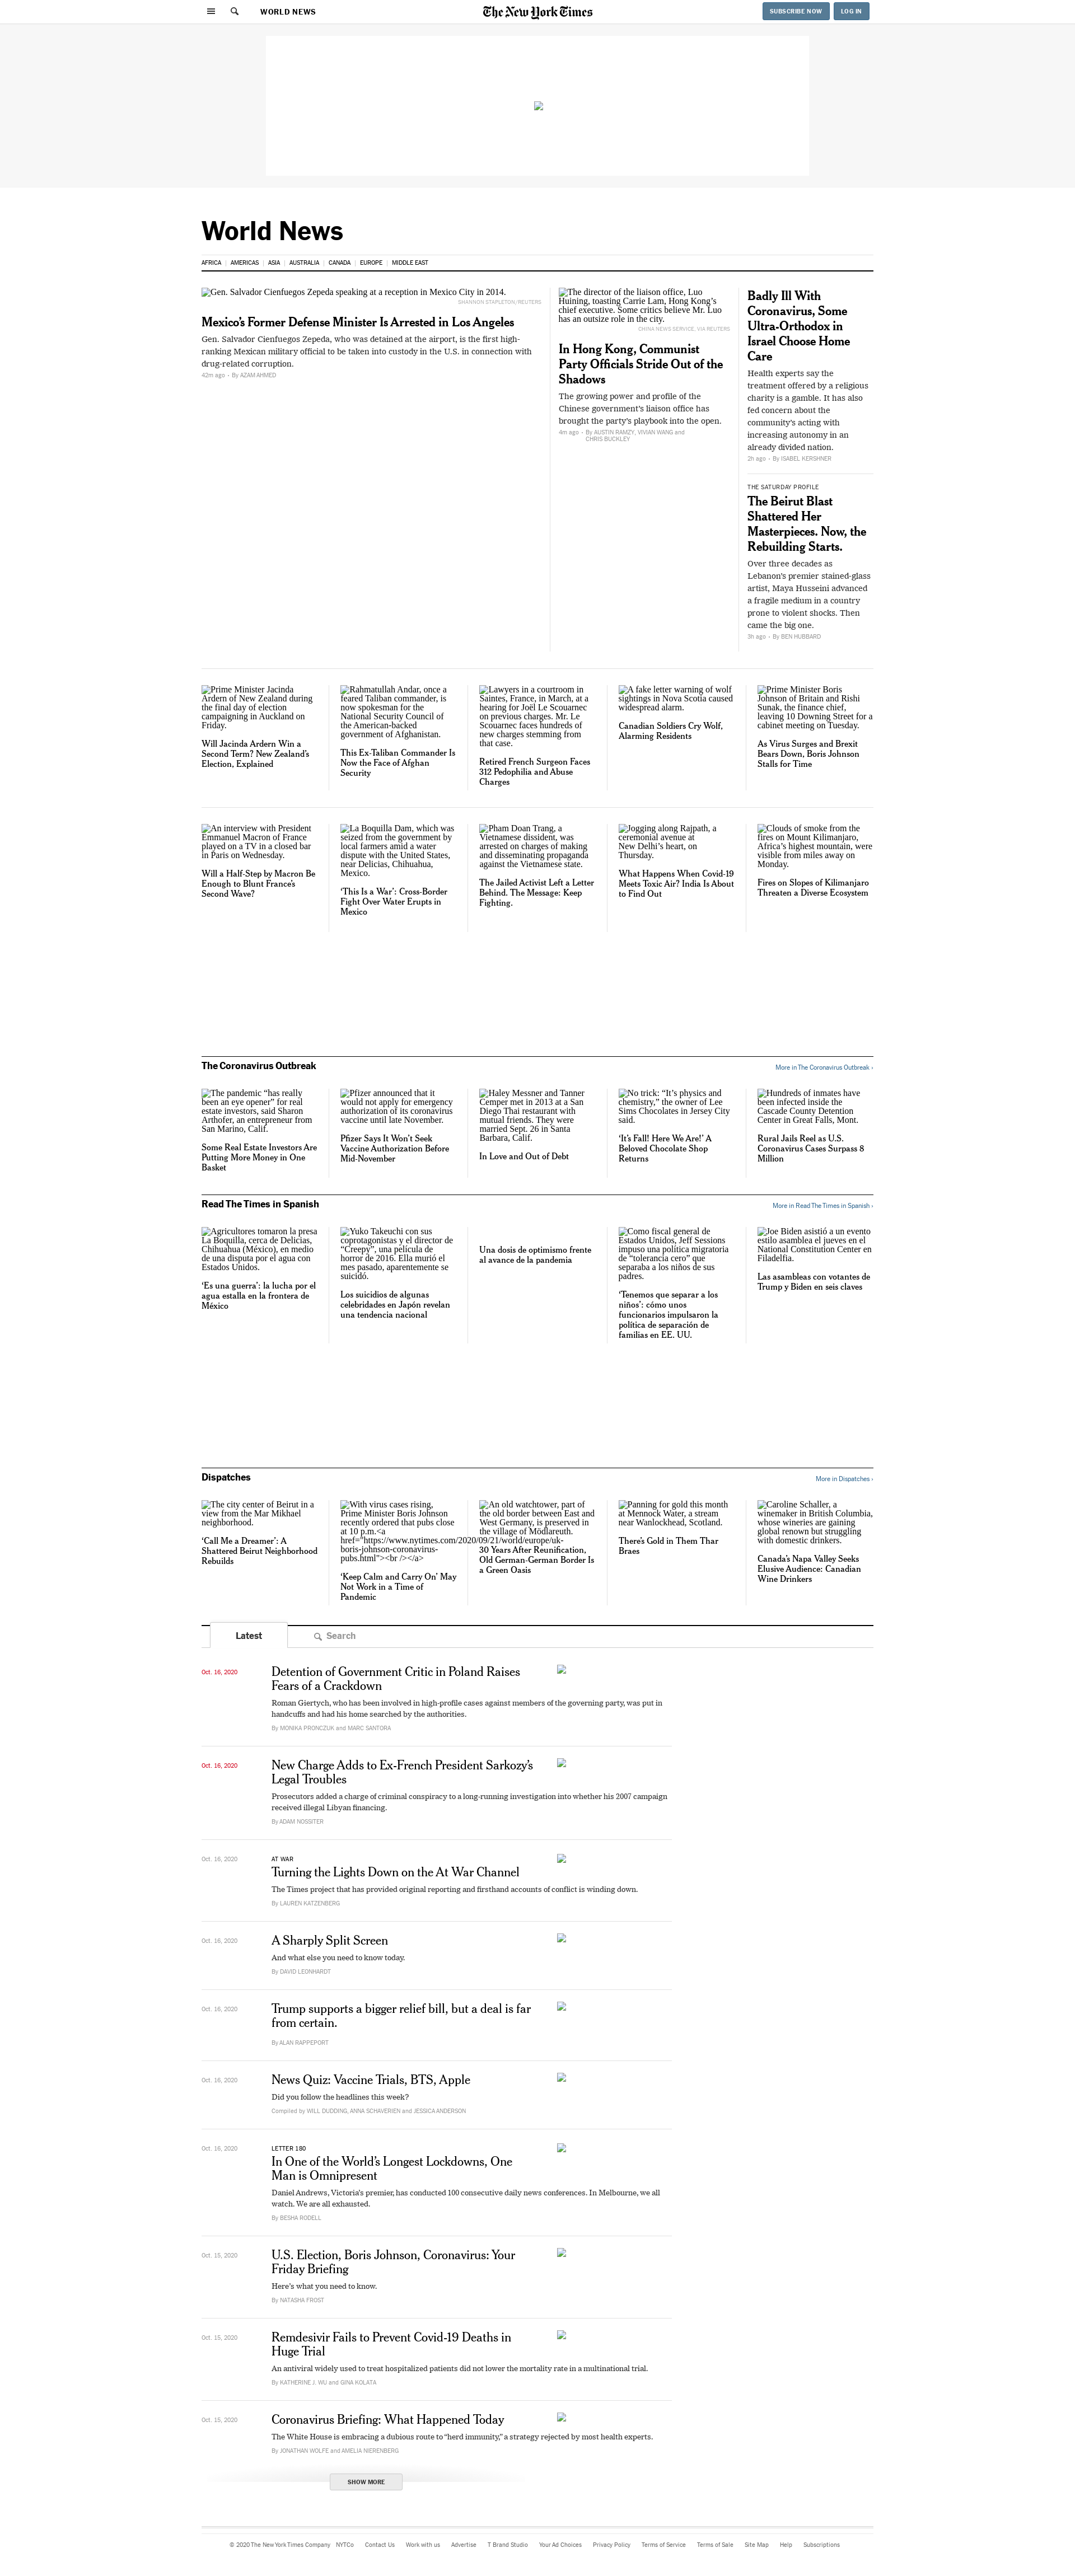 WORLD NEWS
The New York Times
SUBSCRIBE NOW
LOG IN
World News
AFRICA
AMERICAS
ASIA
AUSTRALIA
CANADA
EUROPE
MIDDLE EAST
Gen. Salvador Cienfuegos Zepeda speaking at a reception in Mexico City in 2014.
SHANNON STAPLETON/REUTERS
Mexico’s Former Defense Minister Is Arrested in Los Angeles
Gen. Salvador Cienfuegos Zepeda, who was detained at the airport, is the first high-
ranking Mexican military official to be taken into custody in the U.S. in connection with
drug-related corruption.
42m ago · By AZAM AHMED
The director of the liaison office, Luo
Huining, toasting Carrie Lam, Hong Kong’s
chief executive. Some critics believe Mr. Luo
has an outsize role in the city.
CHINA NEWS SERVICE, VIA REUTERS
In Hong Kong, Communist
Party Officials Stride Out of the
Shadows
The growing power and profile of the
Chinese government’s liaison office has
brought the party’s playbook into the open.
4m ago · By AUSTIN RAMZY, VIVIAN WANG and
CHRIS BUCKLEY
Badly Ill With
Coronavirus, Some
Ultra-Orthodox in
Israel Choose Home
Care
Health experts say the
treatment offered by a religious
charity is a gamble. It has also
fed concern about the
community’s acting with
increasing autonomy in an
already divided nation.
2h ago · By ISABEL KERSHNER
THE SATURDAY PROFILE
The Beirut Blast
Shattered Her
Masterpieces. Now, the
Rebuilding Starts.
Over three decades as
Lebanon’s premier stained-glass
artist, Maya Husseini advanced
a fragile medium in a country
prone to violent shocks. Then
came the big one.
3h ago · By BEN HUBBARD
Prime Minister Jacinda
Ardern of New Zealand during
the final day of election
campaigning in Auckland on
Friday.
Will Jacinda Ardern Win a
Second Term? New Zealand’s
Election, Explained
Rahmatullah Andar, once a
feared Taliban commander, is
now spokesman for the
National Security Council of
the American-backed
government of Afghanistan.
This Ex-Taliban Commander Is
Now the Face of Afghan
Security
Lawyers in a courtroom in
Saintes, France, in March, at a
hearing for Joël Le Scouarnec
on previous charges. Mr. Le
Scouarnec faces hundreds of
new charges stemming from
that case.
Retired French Surgeon Faces
312 Pedophilia and Abuse
Charges
A fake letter warning of wolf
sightings in Nova Scotia caused
widespread alarm.
Canadian Soldiers Cry Wolf,
Alarming Residents
Prime Minister Boris
Johnson of Britain and Rishi
Sunak, the finance chief,
leaving 10 Downing Street for a
cabinet meeting on Tuesday.
As Virus Surges and Brexit
Bears Down, Boris Johnson
Stalls for Time
An interview with President
Emmanuel Macron of France
played on a TV in a closed bar
in Paris on Wednesday.
Will a Half-Step by Macron Be
Enough to Blunt France’s
Second Wave?
La Boquilla Dam, which was
seized from the government by
local farmers amid a water
dispute with the United States,
near Delicias, Chihuahua,
Mexico.
‘This Is a War’: Cross-Border
Fight Over Water Erupts in
Mexico
Pham Doan Trang, a
Vietnamese dissident, was
arrested on charges of making
and disseminating propaganda
against the Vietnamese state.
The Jailed Activist Left a Letter
Behind. The Message: Keep
Fighting.
Jogging along Rajpath, a
ceremonial avenue at
New Delhi’s heart, on
Thursday.
What Happens When Covid-19
Meets Toxic Air? India Is About
to Find Out
Clouds of smoke from the
fires on Mount Kilimanjaro,
Africa’s highest mountain, were
visible from miles away on
Monday.
Fires on Slopes of Kilimanjaro
Threaten a Diverse Ecosystem
The Coronavirus Outbreak
More in The Coronavirus Outbreak ›
The pandemic “has really
been an eye opener” for real
estate investors, said Sharon
Arthofer, an entrepreneur from
San Marino, Calif.
Some Real Estate Investors Are
Putting More Money in One
Basket
Pfizer announced that it
would not apply for emergency
authorization of its coronavirus
vaccine until late November.
Pfizer Says It Won’t Seek
Vaccine Authorization Before
Mid-November
Haley Messner and Tanner
Cemper met in 2013 at a San
Diego Thai restaurant with
mutual friends. They were
married Sept. 26 in Santa
Barbara, Calif.
In Love and Out of Debt
No trick: “It’s physics and
chemistry,” the owner of Lee
Sims Chocolates in Jersey City
said.
‘It’s Fall! Here We Are!’ A
Beloved Chocolate Shop
Returns
Hundreds of inmates have
been infected inside the
Cascade County Detention
Center in Great Falls, Mont.
Rural Jails Reel as U.S.
Coronavirus Cases Surpass 8
Million
Read The Times in Spanish
More in Read The Times in Spanish ›
Agricultores tomaron la presa
La Boquilla, cerca de Delicias,
Chihuahua (México), en medio
de una disputa por el agua con
Estados Unidos.
‘Es una guerra’: la lucha por el
agua estalla en la frontera de
México
Yuko Takeuchi con sus
coprotagonistas y el director de
“Creepy”, una película de
horror de 2016. Ella murió el
mes pasado, aparentemente se
suicidó.
Los suicidios de algunas
celebridades en Japón revelan
una tendencia nacional
Una dosis de optimismo frente
al avance de la pandemia
Como fiscal general de
Estados Unidos, Jeff Sessions
impuso una política migratoria
de “tolerancia cero” que
separaba a los niños de sus
padres.
‘Tenemos que separar a los
niños’: cómo unos
funcionarios impulsaron la
política de separación de
familias en EE. UU.
Joe Biden asistió a un evento
estilo asamblea el jueves en el
National Constitution Center en
Filadelfia.
Las asambleas con votantes de
Trump y Biden en seis claves
Dispatches
More in Dispatches ›
The city center of Beirut in a
view from the Mar Mikhael
neighborhood.
‘Call Me a Dreamer’: A
Shattered Beirut Neighborhood
Rebuilds
With virus cases rising,
Prime Minister Boris Johnson
recently ordered that pubs close
at 10 p.m.<a
href="https://www.nytimes.com/2020/09/21/world/europe/uk-
boris-johnson-coronavirus-
pubs.html"><br /></a>
‘Keep Calm and Carry On’ May
Not Work in a Time of
Pandemic
An old watchtower, part of
the old border between East and
West Germany, is preserved in
the village of Mödlareuth.
30 Years After Reunification,
Old German-German Border Is
a Green Oasis
Panning for gold this month
at Mennock Water, a stream
near Wanlockhead, Scotland.
There’s Gold in Them Thar
Braes
Caroline Schaller, a
winemaker in British Columbia,
whose wineries are gaining
global renown but struggling
with domestic drinkers.
Canada’s Napa Valley Seeks
Elusive Audience: Canadian
Wine Drinkers
Latest
Search
Oct. 16, 2020
Detention of Government Critic in Poland Raises
Fears of a Crackdown
Roman Giertych, who has been involved in high-profile cases against members of the governing party, was put in
handcuffs and had his home searched by the authorities.
By MONIKA PRONCZUK and MARC SANTORA
Oct. 16, 2020
New Charge Adds to Ex-French President Sarkozy’s
Legal Troubles
Prosecutors added a charge of criminal conspiracy to a long-running investigation into whether his 2007 campaign
received illegal Libyan financing.
By ADAM NOSSITER
Oct. 16, 2020
AT WAR
Turning the Lights Down on the At War Channel
The Times project that has provided original reporting and firsthand accounts of conflict is winding down.
By LAUREN KATZENBERG
Oct. 16, 2020
A Sharply Split Screen
And what else you need to know today.
By DAVID LEONHARDT
Oct. 16, 2020
Trump supports a bigger relief bill, but a deal is far
from certain.
By ALAN RAPPEPORT
Oct. 16, 2020
News Quiz: Vaccine Trials, BTS, Apple
Did you follow the headlines this week?
Compiled by WILL DUDDING, ANNA SCHAVERIEN and JESSICA ANDERSON
Oct. 16, 2020
LETTER 180
In One of the World’s Longest Lockdowns, One
Man is Omnipresent
Daniel Andrews, Victoria’s premier, has conducted 100 consecutive daily news conferences. In Melbourne, we all
watch. We are all exhausted.
By BESHA RODELL
Oct. 15, 2020
U.S. Election, Boris Johnson, Coronavirus: Your
Friday Briefing
Here’s what you need to know.
By NATASHA FROST
Oct. 15, 2020
Remdesivir Fails to Prevent Covid-19 Deaths in
Huge Trial
An antiviral widely used to treat hospitalized patients did not lower the mortality rate in a multinational trial.
By KATHERINE J. WU and GINA KOLATA
Oct. 15, 2020
Coronavirus Briefing: What Happened Today
The White House is embracing a dubious route to “herd immunity,” a strategy rejected by most health experts.
By JONATHAN WOLFE and AMELIA NIERENBERG
SHOW MORE
© 2020 The New York Times Company
NYTCo
Contact Us
Work with us
Advertise
T Brand Studio
Your Ad Choices
Privacy Policy
Terms of Service
Terms of Sale
Site Map
Help
Subscriptions